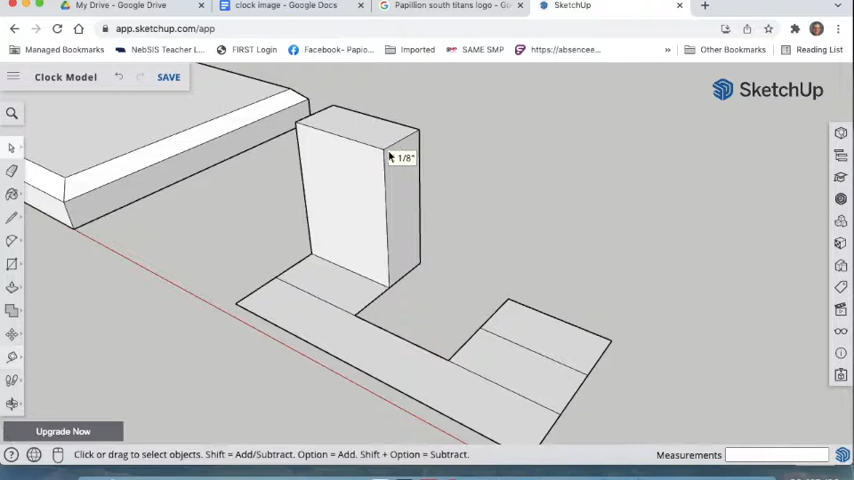 My Drive - Google Drive
clock image - Google Docs
Papillion south titans logo - Go
SketchUp
app.sketchup.com/app
Managed Bookmarks
NebSIS Teacher L...
FIRST Login
Facebook- Papio...
Imported
SAME SMP
https://absencee...
»
Other Bookmarks
Reading List
Clock Model
SAVE
SketchUp
1/8"
Upgrade Now
Click or drag to select objects. Shift = Add/Subtract. Option = Add. Shift + Option = Subtract.
Measurements